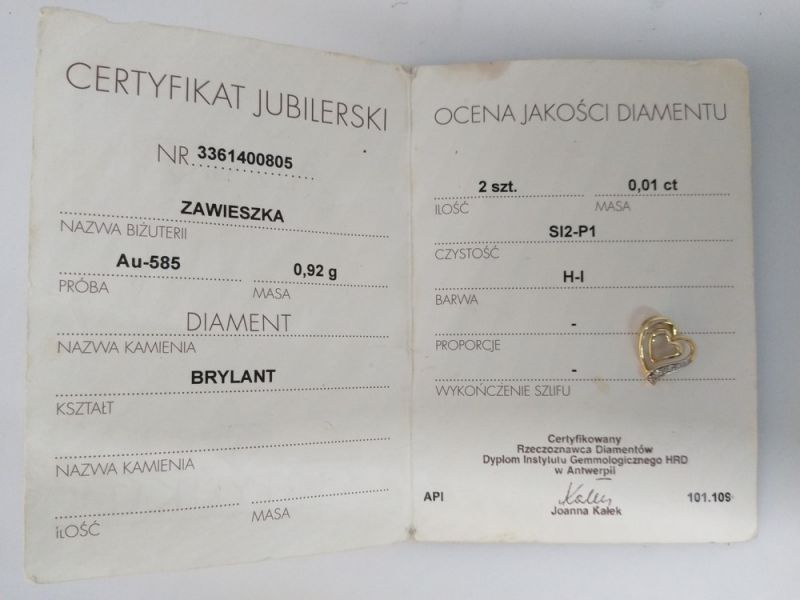 CERTYFIKAT JUBILERSKI
NR. 3361400805
ZAWIESZKA
NAZWA BIŻUTERII
Au-585 0,92 g
PRÓBA MASA
DIAMENT
NAZWA KAMIENIA
BRYLANT
KSZTAŁT
NAZWA KAMIENIA
ILOŚĆ MASA
OCENA JAKOŚCI DIAMENTU
2 szt. 0,01 ct
ILOŚĆ MASA
SI2-P1
CZYSTOŚĆ
H-I
BARWA
-
PROPORCJE
-
WYKOŃCZENIE SZLIFU
Certyfikowany
Rzeczoznawca Diamentów
Dyplom Instytutu Gemmologicznego HRD
w Antwerpii
API 101.109
Joanna Kałek